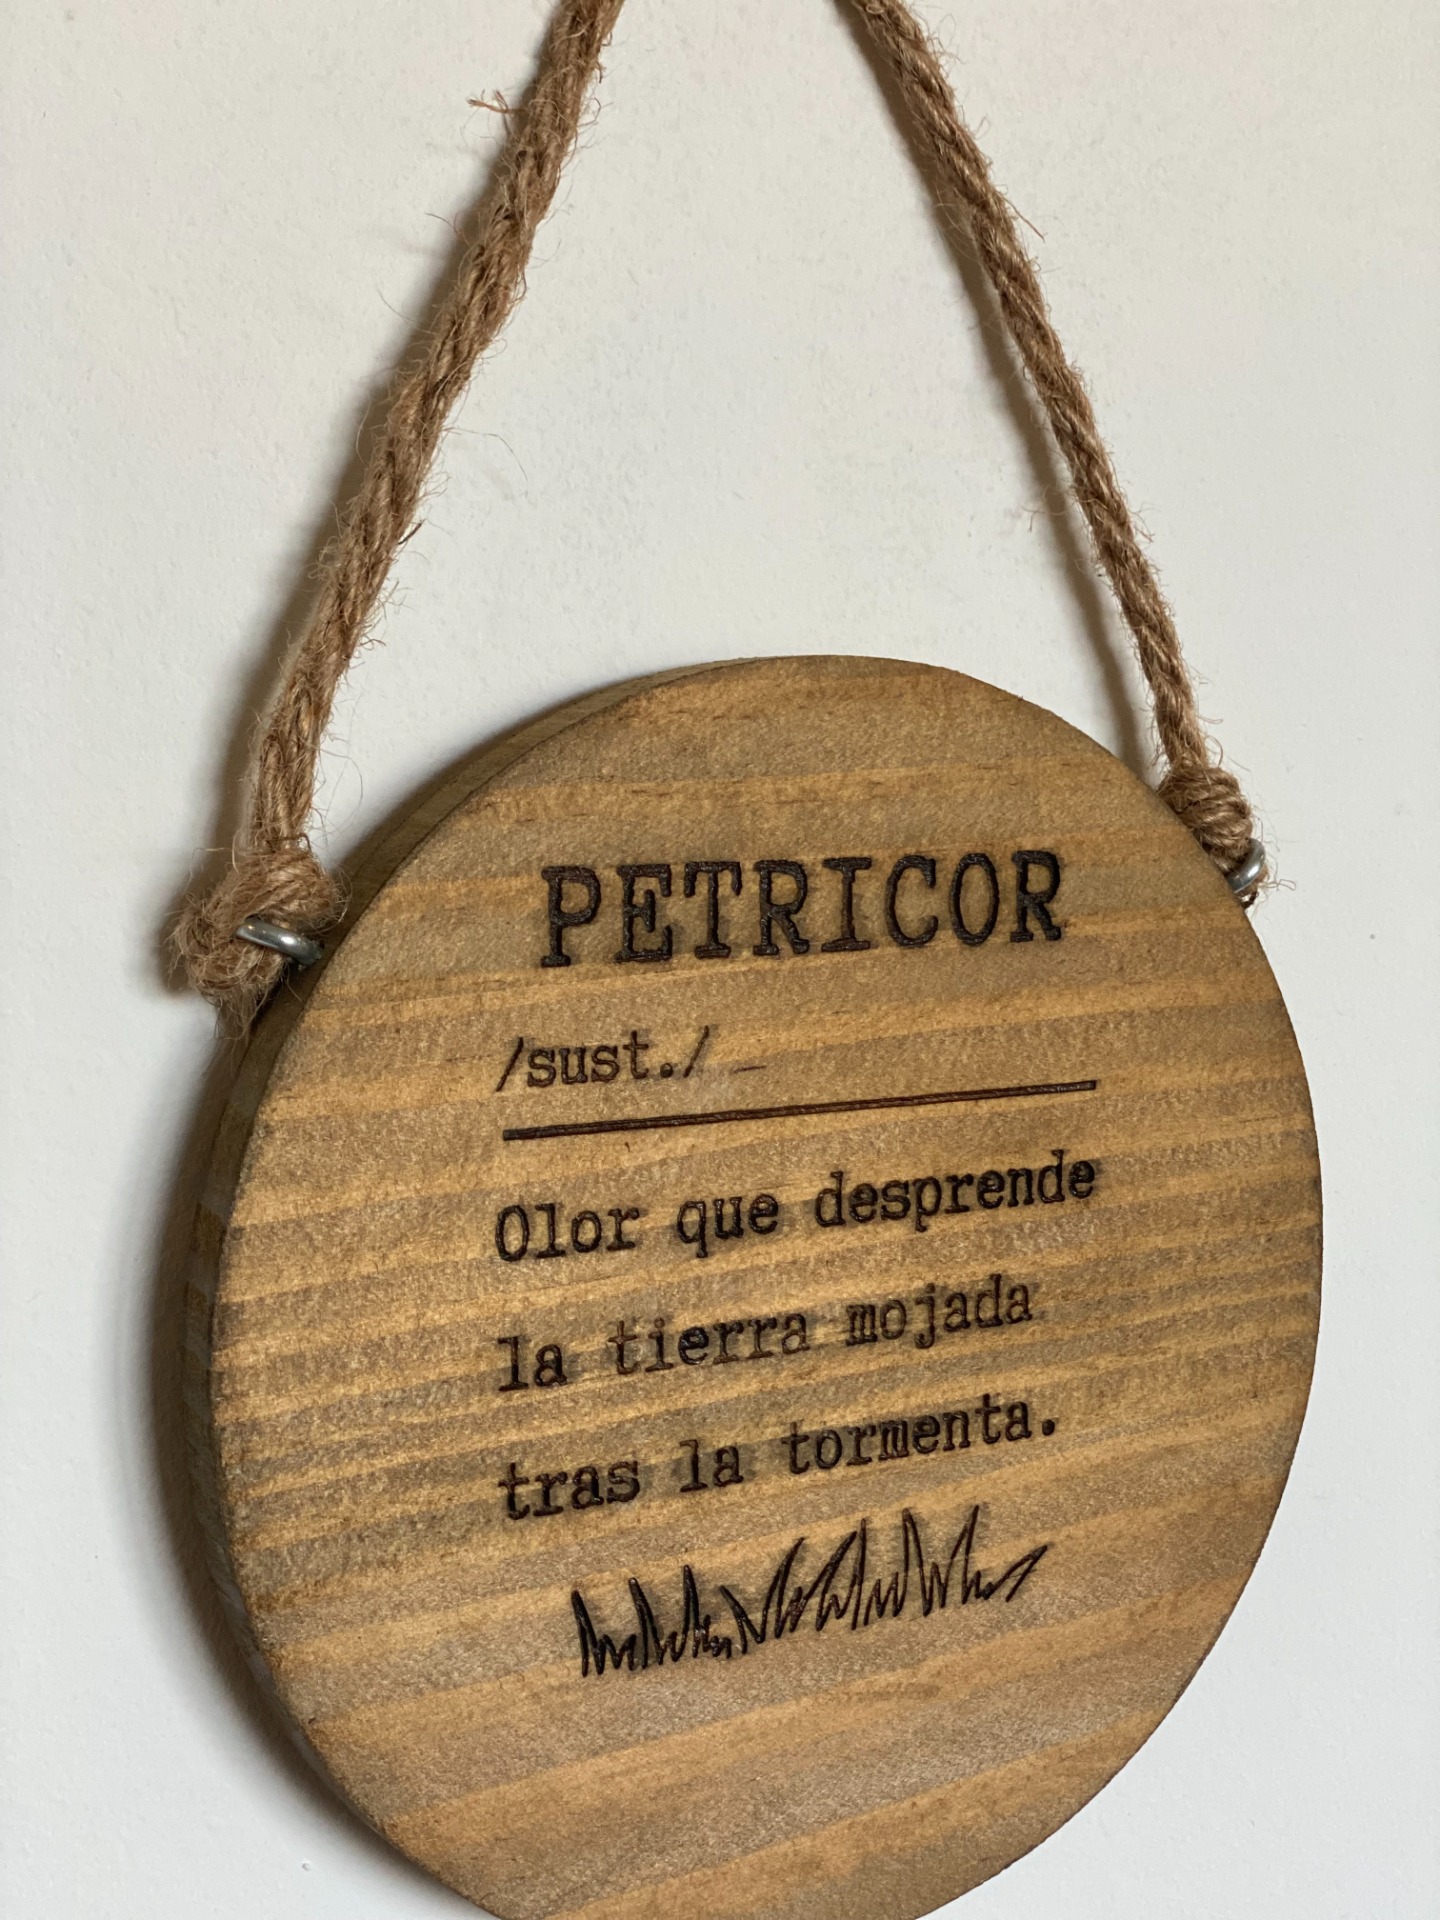 PETRICOR
/sust./
Olor que desprende
la tierra mojada
tras la tormenta.